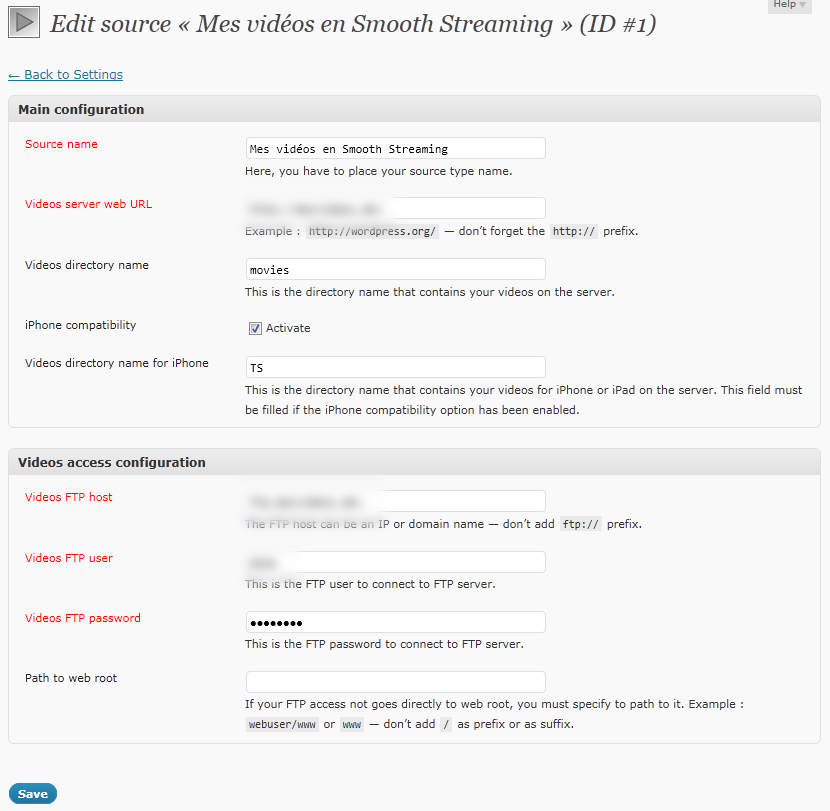 Help
Edit source « Mes vidéos en Smooth Streaming » (ID #1)
← Back to Settings
Main configuration
Source name
Mes vidéos en Smooth Streaming
Here, you have to place your source type name.
Videos server web URL
Example : http://wordpress.org/ — don't forget the http:// prefix.
Videos directory name
movies
This is the directory name that contains your videos on the server.
iPhone compatibility
Activate
Videos directory name for iPhone
TS
This is the directory name that contains your videos for iPhone or iPad on the server. This field must
be filled if the iPhone compatibility option has been enabled.
Videos access configuration
Videos FTP host
The FTP host can be an IP or domain name — don't add ftp:// prefix.
Videos FTP user
This is the FTP user to connect to FTP server.
Videos FTP password
••••••••
This is the FTP password to connect to FTP server.
Path to web root
If your FTP access not goes directly to web root, you must specify to path to it. Example :
webuser/www or www — don't add / as prefix or as suffix.
Save